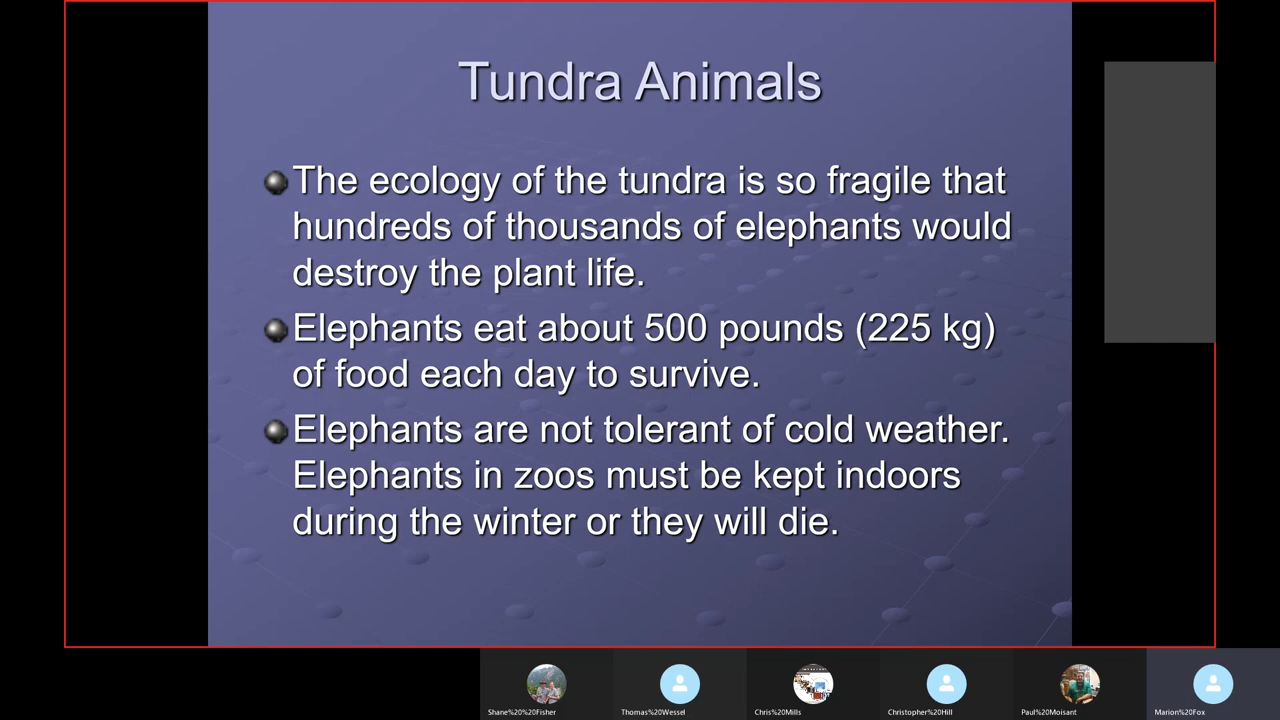 Tundra Animals
The ecology of the tundra is so fragile that
hundreds of thousands of elephants would
destroy the plant life.
Elephants eat about 500 pounds (225 kg)
of food each day to survive.
Elephants are not tolerant of cold weather.
Elephants in zoos must be kept indoors
during the winter or they will die.
Shane%20%20Fisher
Thomas%20Wessel
Chris%20Mills
Christopher%20Hill
Paul%20Moisant
Marion%20Fox